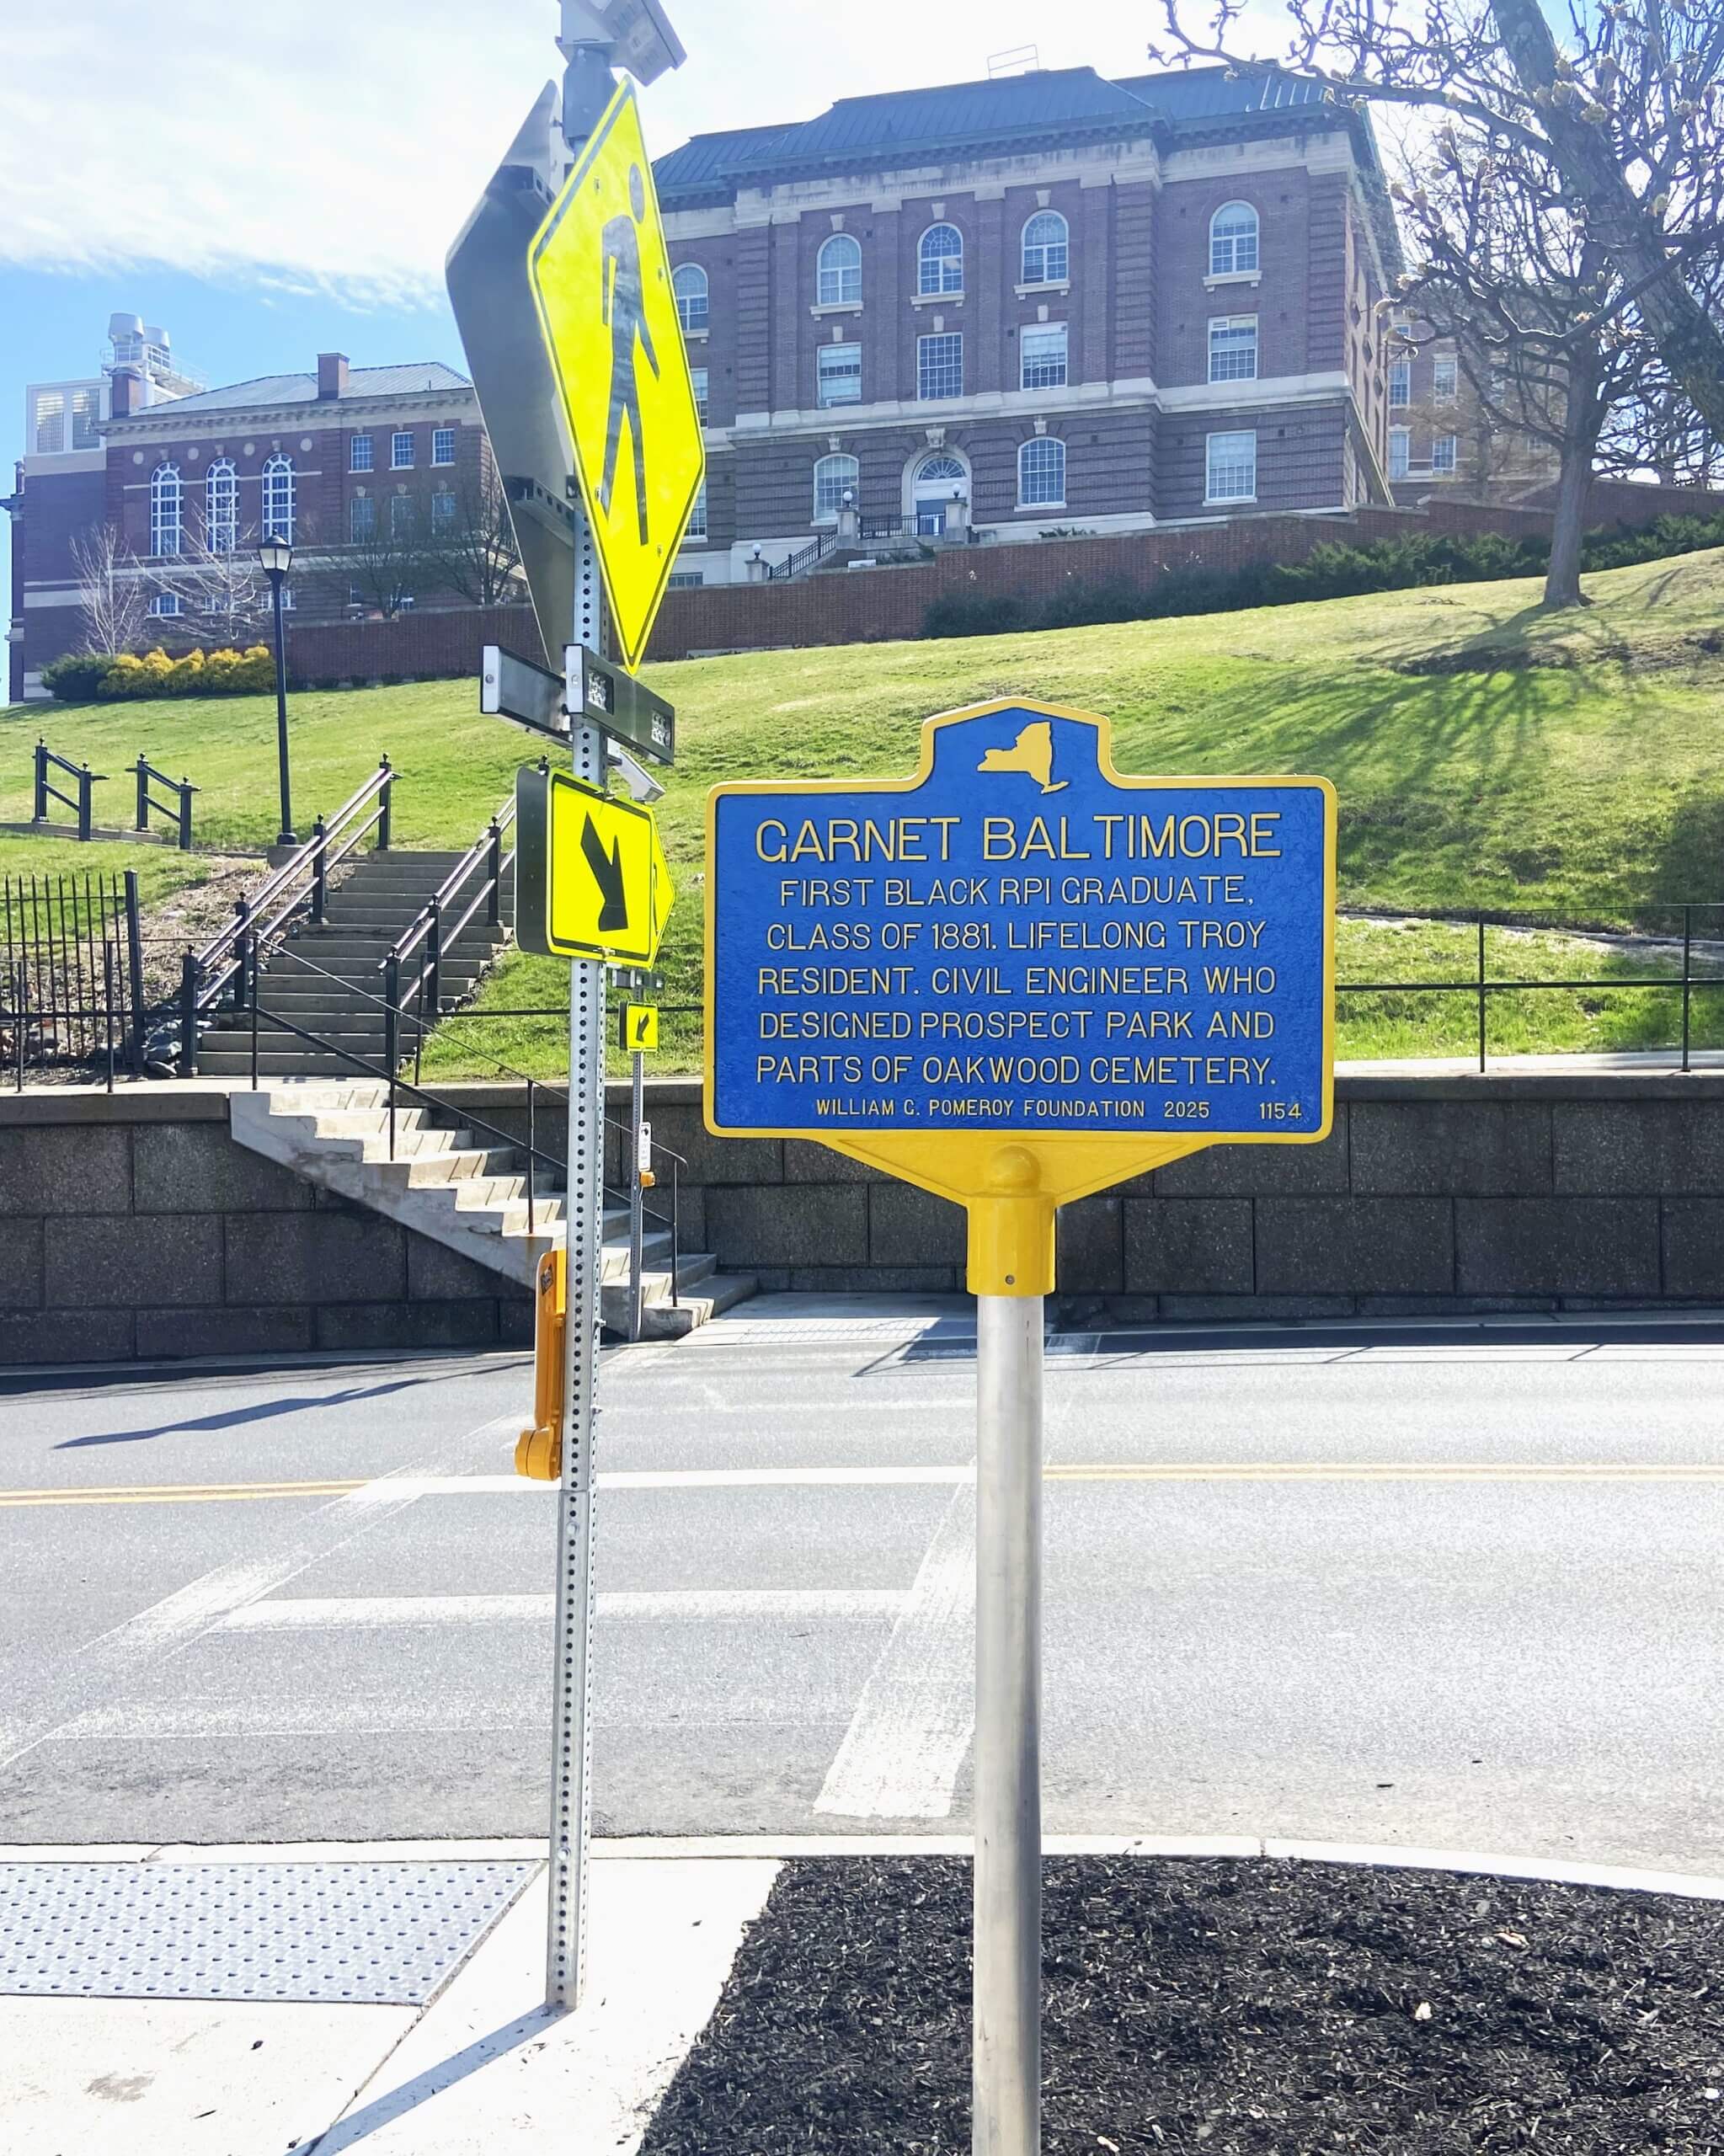 GARNET BALTIMORE
FIRST BLACK RPI GRADUATE,
CLASS OF 1881. LIFELONG TROY
RESIDENT. CIVIL ENGINEER WHO
DESIGNED PROSPECT PARK AND
PARTS OF OAKWOOD CEMETERY.
WILLIAM G. POMEROY FOUNDATION 2025 1154